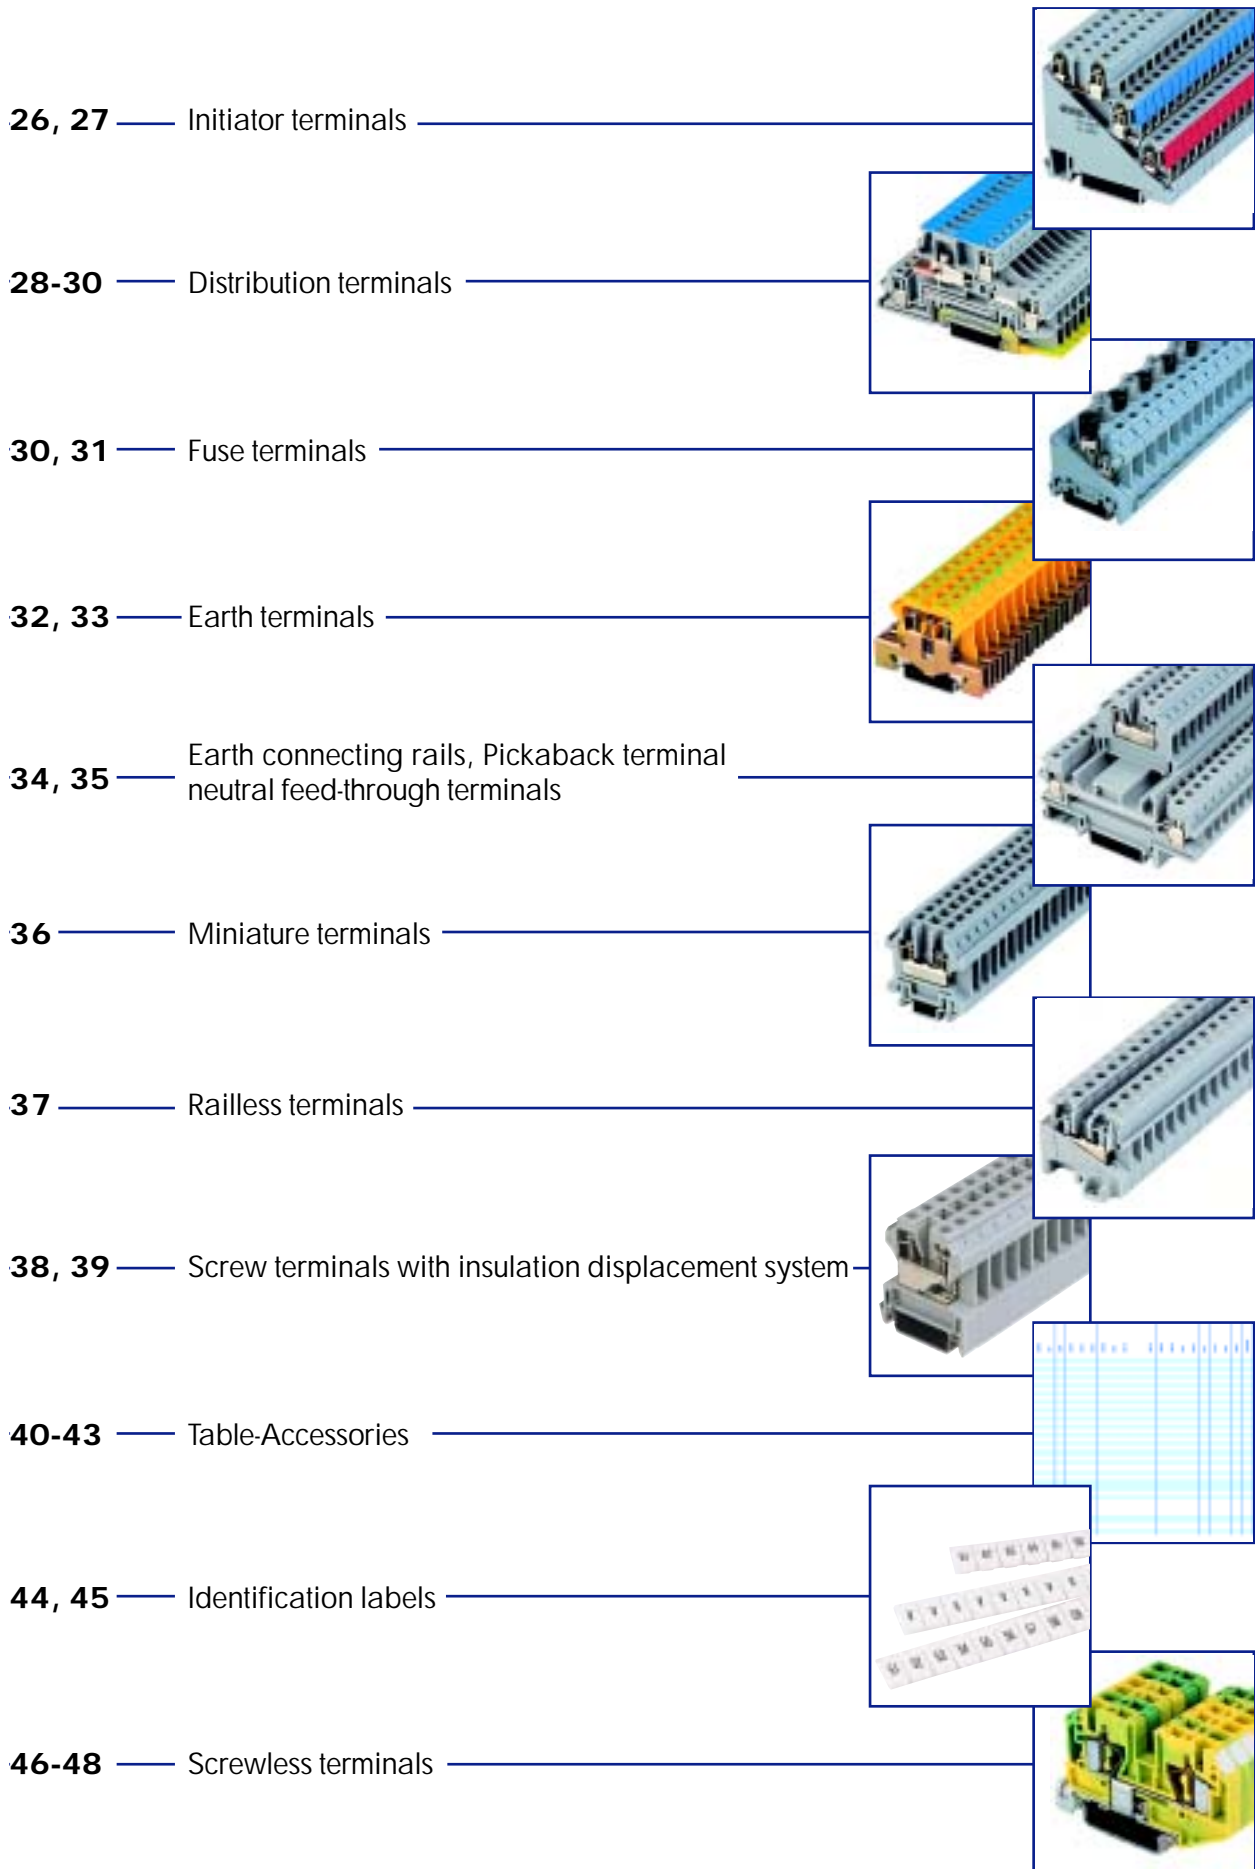 26, 27 Initiator terminals
28-30 Distribution terminals
30, 31 Fuse terminals
32, 33 Earth terminals
34, 35 Earth connecting rails, Pickaback terminal
neutral feed-through terminals
36 Miniature terminals
37 Railless terminals
38, 39 Screw terminals with insulation displacement system
40-43 Table-Accessories
44, 45 Identification labels
46-48 Screwless terminals